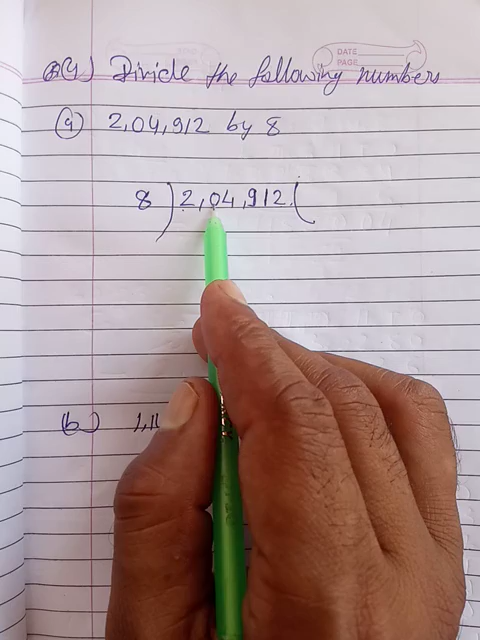 DATE
PAGE
Q4) Divide the following numbers
(a) 2,04,912 by 8
8 ) 2,04,912 (
(b)